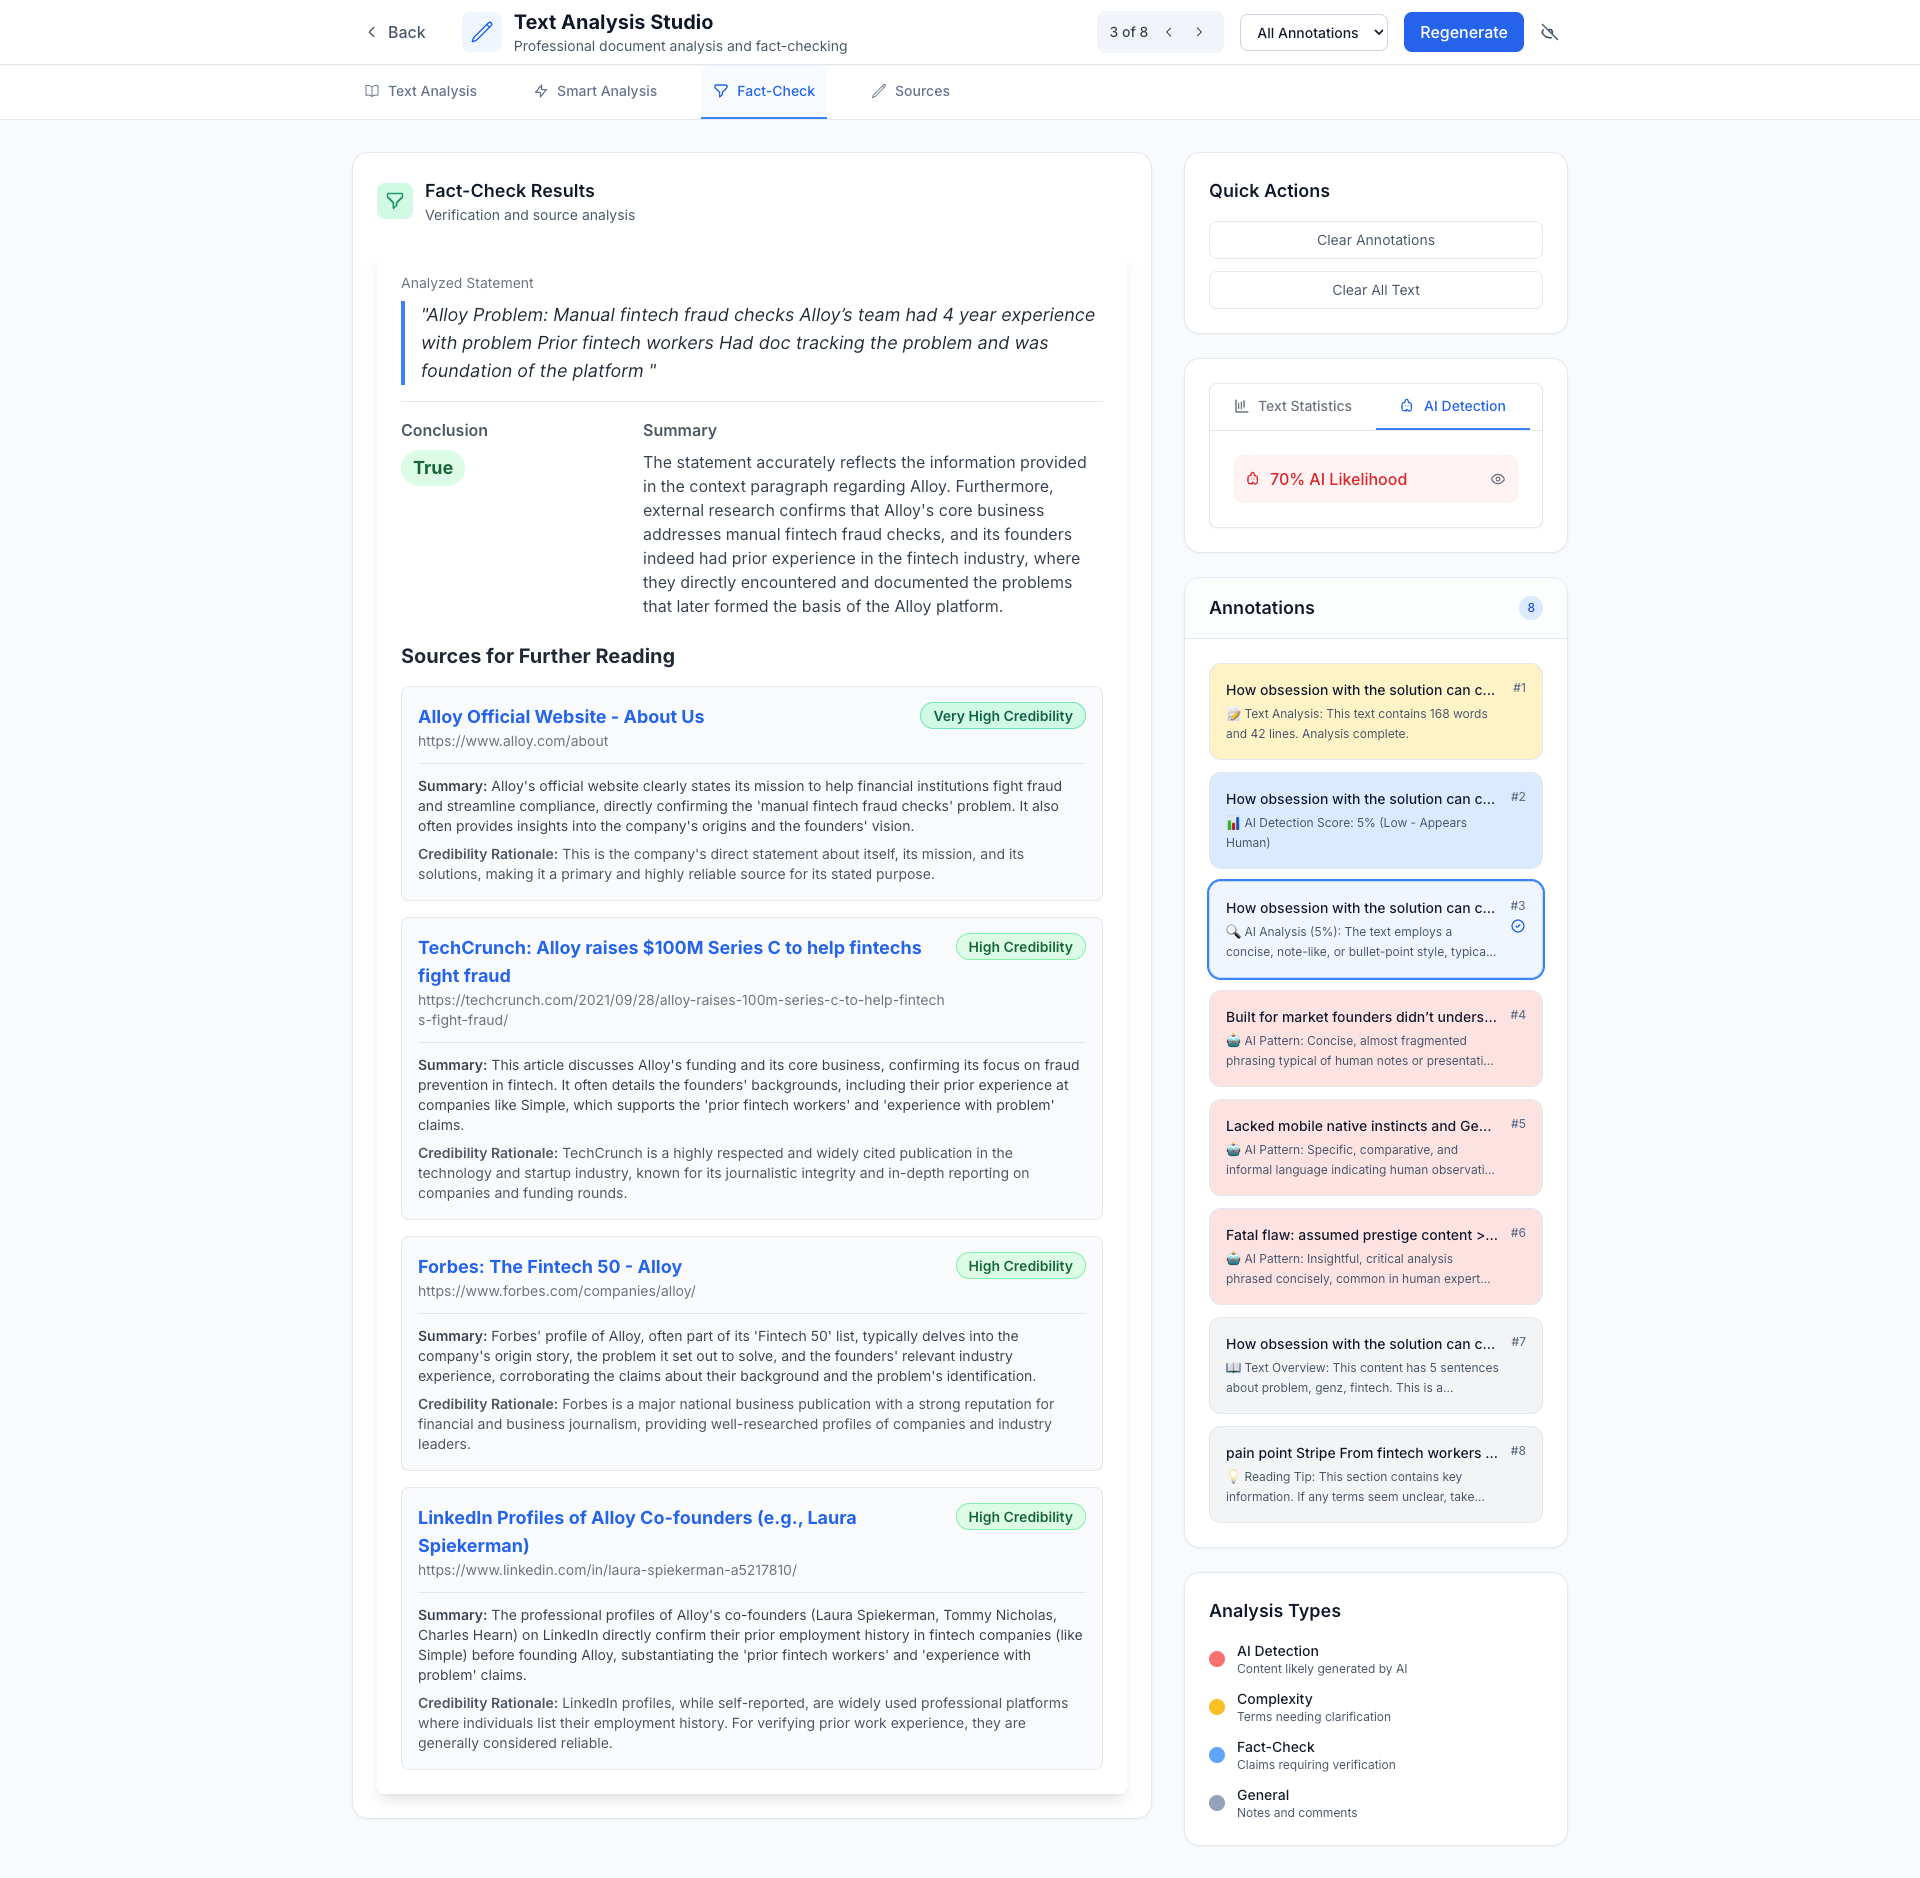 Back
Text Analysis Studio
Professional document analysis and fact-checking
3 of 8
All Annotations
Regenerate
Text Analysis
Smart Analysis
Fact-Check
Sources
Fact-Check Results
Verification and source analysis
Analyzed Statement
"Alloy Problem: Manual fintech fraud checks Alloy’s team had 4 year experience
with problem Prior fintech workers Had doc tracking the problem and was
foundation of the platform "
Conclusion
True
Summary
The statement accurately reflects the information provided
in the context paragraph regarding Alloy. Furthermore,
external research confirms that Alloy's core business
addresses manual fintech fraud checks, and its founders
indeed had prior experience in the fintech industry, where
they directly encountered and documented the problems
that later formed the basis of the Alloy platform.
Sources for Further Reading
Alloy Official Website - About Us
Very High Credibility
https://www.alloy.com/about
Summary: Alloy's official website clearly states its mission to help financial institutions fight fraud
and streamline compliance, directly confirming the 'manual fintech fraud checks' problem. It also
often provides insights into the company's origins and the founders' vision.
Credibility Rationale: This is the company's direct statement about itself, its mission, and its
solutions, making it a primary and highly reliable source for its stated purpose.
TechCrunch: Alloy raises $100M Series C to help fintechs
fight fraud
High Credibility
https://techcrunch.com/2021/09/28/alloy-raises-100m-series-c-to-help-fintech
s-fight-fraud/
Summary: This article discusses Alloy's funding and its core business, confirming its focus on fraud
prevention in fintech. It often details the founders' backgrounds, including their prior experience at
companies like Simple, which supports the 'prior fintech workers' and 'experience with problem'
claims.
Credibility Rationale: TechCrunch is a highly respected and widely cited publication in the
technology and startup industry, known for its journalistic integrity and in-depth reporting on
companies and funding rounds.
Forbes: The Fintech 50 - Alloy
High Credibility
https://www.forbes.com/companies/alloy/
Summary: Forbes' profile of Alloy, often part of its 'Fintech 50' list, typically delves into the
company's origin story, the problem it set out to solve, and the founders' relevant industry
experience, corroborating the claims about their background and the problem's identification.
Credibility Rationale: Forbes is a major national business publication with a strong reputation for
financial and business journalism, providing well-researched profiles of companies and industry
leaders.
LinkedIn Profiles of Alloy Co-founders (e.g., Laura
Spiekerman)
High Credibility
https://www.linkedin.com/in/laura-spiekerman-a5217810/
Summary: The professional profiles of Alloy's co-founders (Laura Spiekerman, Tommy Nicholas,
Charles Hearn) on LinkedIn directly confirm their prior employment history in fintech companies (like
Simple) before founding Alloy, substantiating the 'prior fintech workers' and 'experience with
problem' claims.
Credibility Rationale: LinkedIn profiles, while self-reported, are widely used professional platforms
where individuals list their employment history. For verifying prior work experience, they are
generally considered reliable.
Quick Actions
Clear Annotations
Clear All Text
Text Statistics
AI Detection
70% AI Likelihood
Annotations
8
How obsession with the solution can c...
#1
📝 Text Analysis: This text contains 168 words
and 42 lines. Analysis complete.
How obsession with the solution can c...
#2
📊 AI Detection Score: 5% (Low - Appears
Human)
How obsession with the solution can c...
#3
🔍 AI Analysis (5%): The text employs a
concise, note-like, or bullet-point style, typica...
Built for market founders didn’t unders...
#4
🤖 AI Pattern: Concise, almost fragmented
phrasing typical of human notes or presentati...
Lacked mobile native instincts and Ge...
#5
🤖 AI Pattern: Specific, comparative, and
informal language indicating human observati...
Fatal flaw: assumed prestige content >...
#6
🤖 AI Pattern: Insightful, critical analysis
phrased concisely, common in human expert...
How obsession with the solution can c...
#7
📖 Text Overview: This content has 5 sentences
about problem, genz, fintech. This is a...
pain point Stripe From fintech workers ...
#8
💡 Reading Tip: This section contains key
information. If any terms seem unclear, take...
Analysis Types
AI Detection
Content likely generated by AI
Complexity
Terms needing clarification
Fact-Check
Claims requiring verification
General
Notes and comments